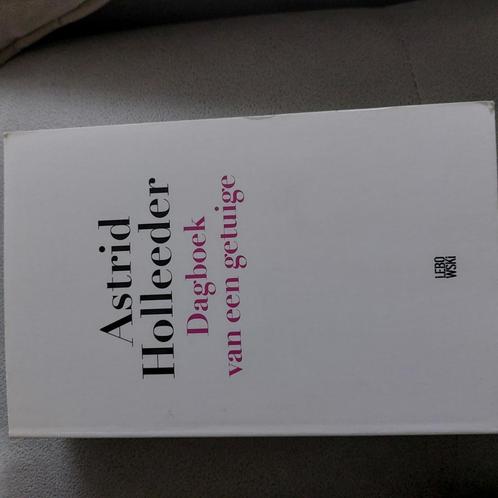 Astrid
Holleeder
Dagboek
van een getuige
LEBO
WSKI